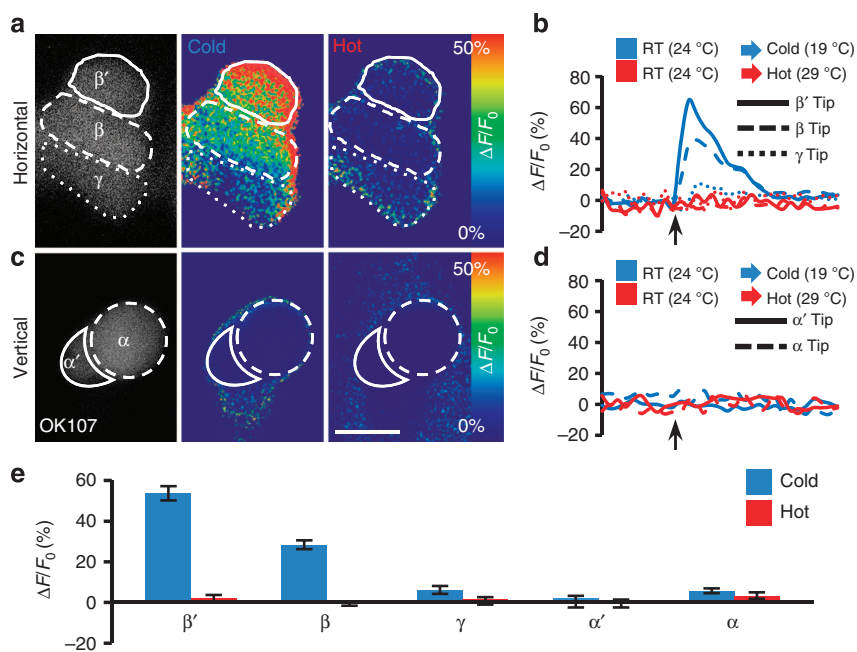 a
Horizontal
β′
β
γ
Cold
Hot
50%
ΔF/F0
0%
b
RT (24 °C) Cold (19 °C)
RT (24 °C) Hot (29 °C)
β′ Tip
β Tip
γ Tip
ΔF/F0 (%)
80
60
40
20
0
−20
c
Vertical
α′
α
OK107
50%
ΔF/F0
0%
d
RT (24 °C) Cold (19 °C)
RT (24 °C) Hot (29 °C)
α′ Tip
α Tip
ΔF/F0 (%)
80
60
40
20
0
−20
e
Cold
Hot
ΔF/F0 (%)
60
40
20
0
−20
β′ β γ α′ α